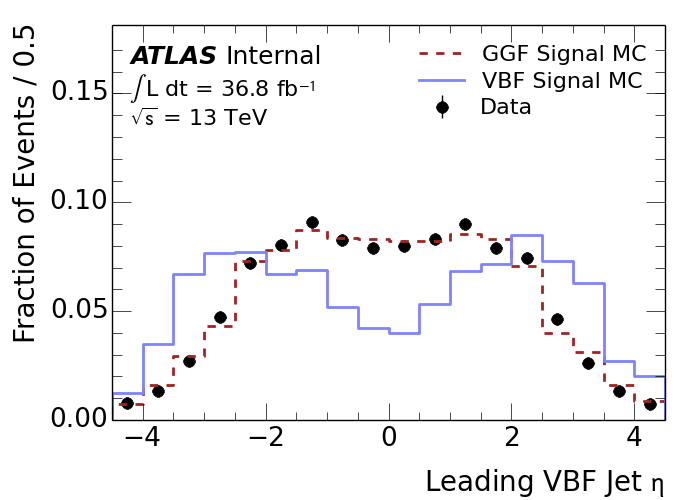 ATLAS Internal
∫L dt = 36.8 fb⁻¹
√s = 13 TeV
GGF Signal MC
VBF Signal MC
Data
Fraction of Events / 0.5
0.15
0.10
0.05
0.00
−4 −2 0 2 4
Leading VBF Jet η